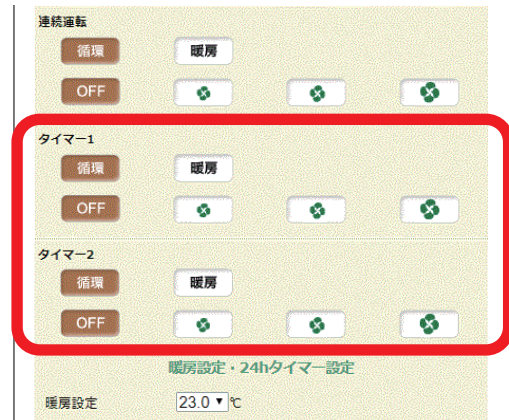 連続運転
循環 暖房
OFF
タイマー1
循環 暖房
OFF
タイマー2
循環 暖房
OFF
暖房設定・24hタイマー設定
暖房設定 23.0 ℃